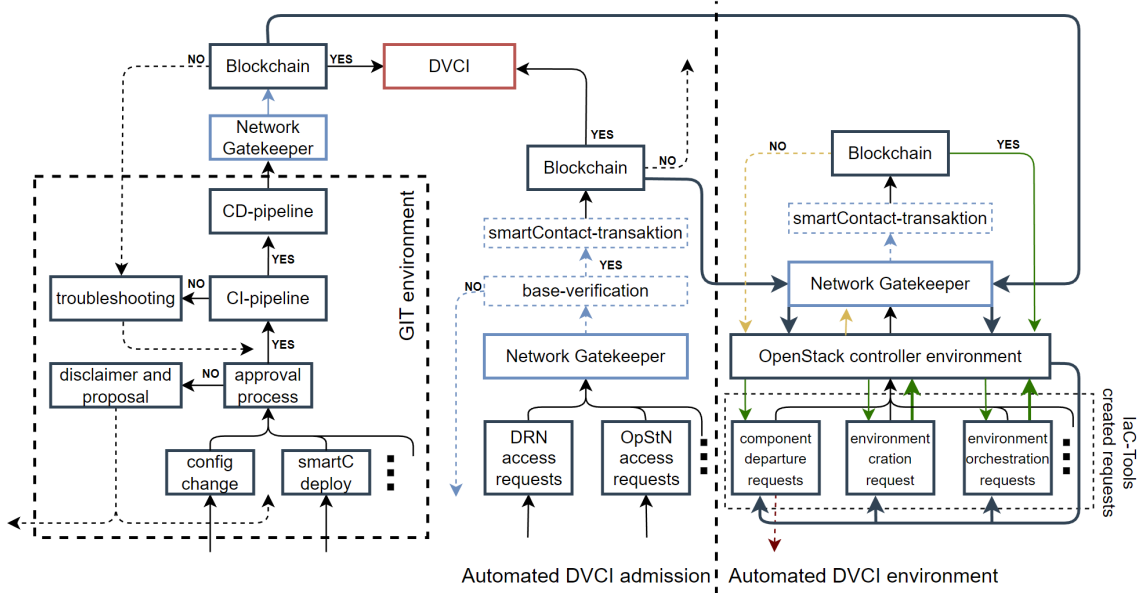 Blockchain
NO
YES
DVCI
Network
Gatekeeper
CD-pipeline
YES
troubleshooting
NO
CI-pipeline
YES
disclaimer and
proposal
NO
approval
process
config
change
smartC
deploy
GIT environment
YES
NO
Blockchain
smartContact-transaktion
YES
NO
base-verification
Network Gatekeeper
DRN
access
requests
OpStN
access
requests
Automated DVCI admission
NO
Blockchain
YES
smartContact-transaktion
Network Gatekeeper
OpenStack controller environment
component
departure
requests
environment
cration
request
environment
orchestration
requests
IaC-Tools
created requests
Automated DVCI environment